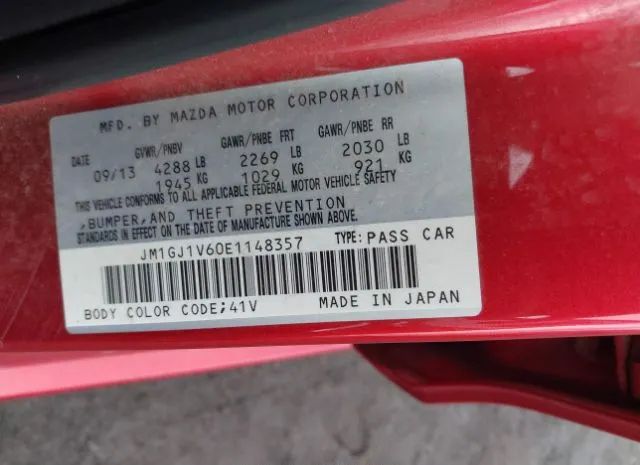 MFD. BY MAZDA MOTOR CORPORATION
DATE GVWR/PNBV GAWR/PNBE FRT GAWR/PNBE RR
09/13 4288 LB 2269 LB 2030 LB
1945 KG 1029 KG 921 KG
THIS VEHICLE CONFORMS TO ALL APPLICABLE FEDERAL MOTOR VEHICLE SAFETY
,BUMPER,AND THEFT PREVENTION
STANDARDS IN EFFECT ON THE DATE OF MANUFACTURE SHOWN ABOVE.
JM1GJ1V60E1148357 TYPE:PASS CAR
BODY COLOR CODE;41V MADE IN JAPAN